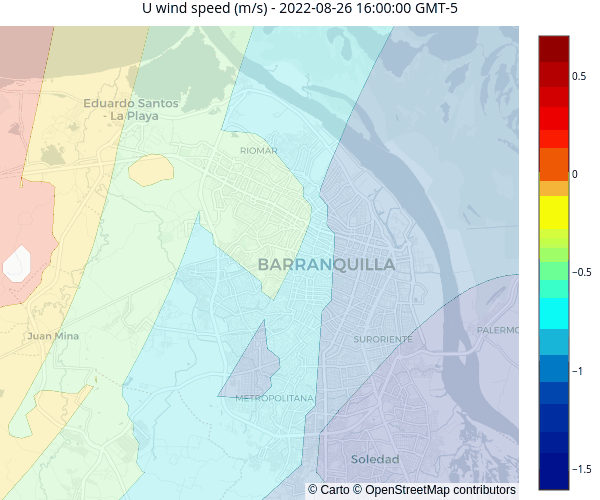 U wind speed (m/s) - 2022-08-26 16:00:00 GMT-5
0.5
Eduardo Santos
- La Playa
RIOMAR
0
BARRANQUILLA
−0.5
Juan Mina
SURORIENTE
PALERMO
−1
METROPOLITANA
Soledad
−1.5
© Carto © OpenStreetMap contributors